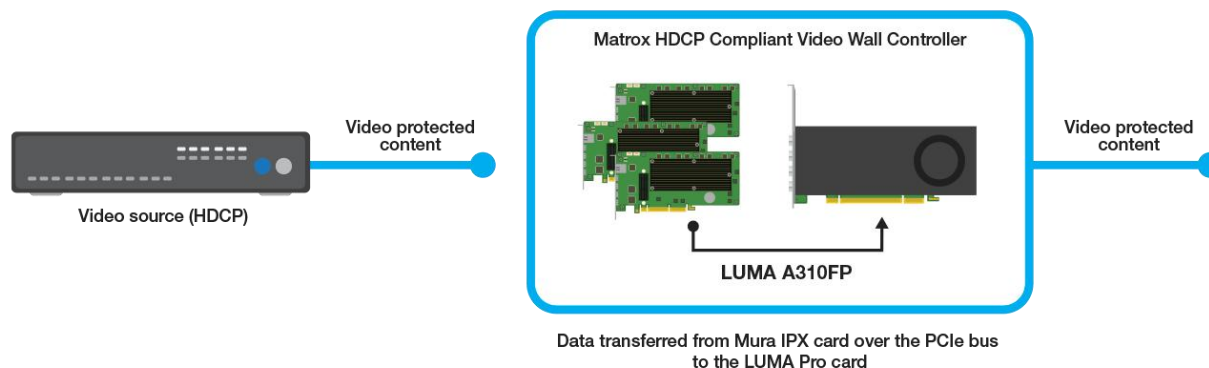 Matrox HDCP Compliant Video Wall Controller
Video protected
content
Video source (HDCP)
LUMA A310FP
Video protected
content
Data transferred from Mura IPX card over the PCIe bus
to the LUMA Pro card